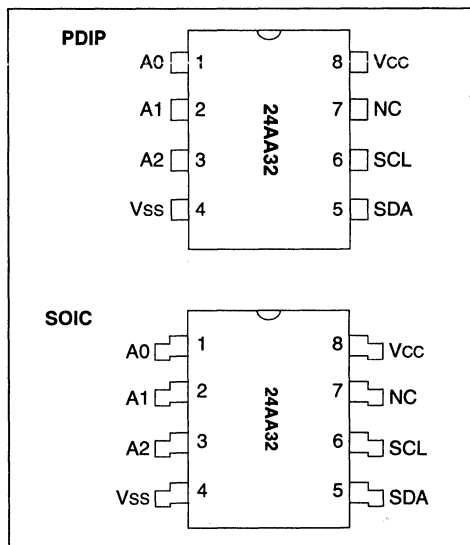 PDIP
A0 1 8 Vcc
A1 2 7 NC
A2 3 6 SCL
Vss 4 5 SDA
24AA32
SOIC
A0 1 8 Vcc
A1 2 7 NC
A2 3 6 SCL
Vss 4 5 SDA
24AA32